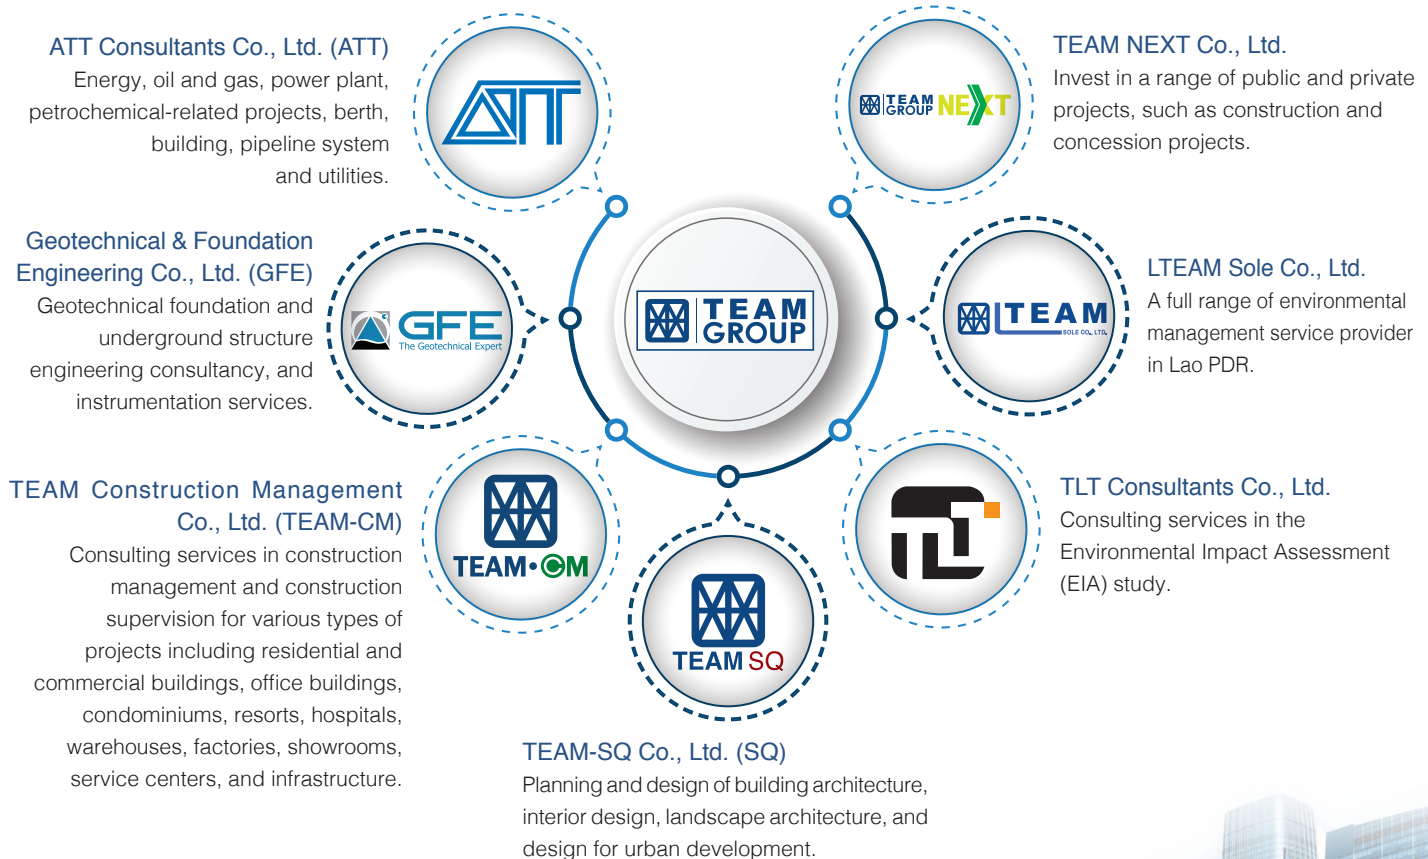 ATT Consultants Co., Ltd. (ATT)
Energy, oil and gas, power plant,
petrochemical-related projects, berth,
building, pipeline system
and utilities.
ATT
TEAM
GROUP
NEXT
TEAM NEXT Co., Ltd.
Invest in a range of public and private
projects, such as construction and
concession projects.
Geotechnical & Foundation
Engineering Co., Ltd. (GFE)
Geotechnical foundation and
underground structure
engineering consultancy, and
instrumentation services.
GFE
The Geotechnical Expert
TEAM
GROUP
LTEAM
SOLE CO., LTD.
LTEAM Sole Co., Ltd.
A full range of environmental
management service provider
in Lao PDR.
TEAM Construction Management
Co., Ltd. (TEAM-CM)
Consulting services in construction
management and construction
supervision for various types of
projects including residential and
commercial buildings, office buildings,
condominiums, resorts, hospitals,
warehouses, factories, showrooms,
service centers, and infrastructure.
TEAM•CM
TEAM SQ
TEAM-SQ Co., Ltd. (SQ)
Planning and design of building architecture,
interior design, landscape architecture, and
design for urban development.
TLT
TLT Consultants Co., Ltd.
Consulting services in the
Environmental Impact Assessment
(EIA) study.